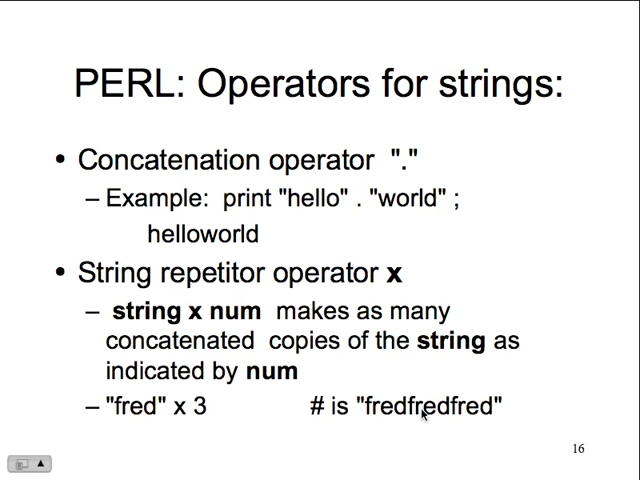 PERL: Operators for strings:
• Concatenation operator "."
– Example: print "hello" . "world" ;
helloworld
• String repetitor operator x
– string x num makes as many
concatenated copies of the string as
indicated by num
– "fred" x 3 # is "fredfredfred"
16